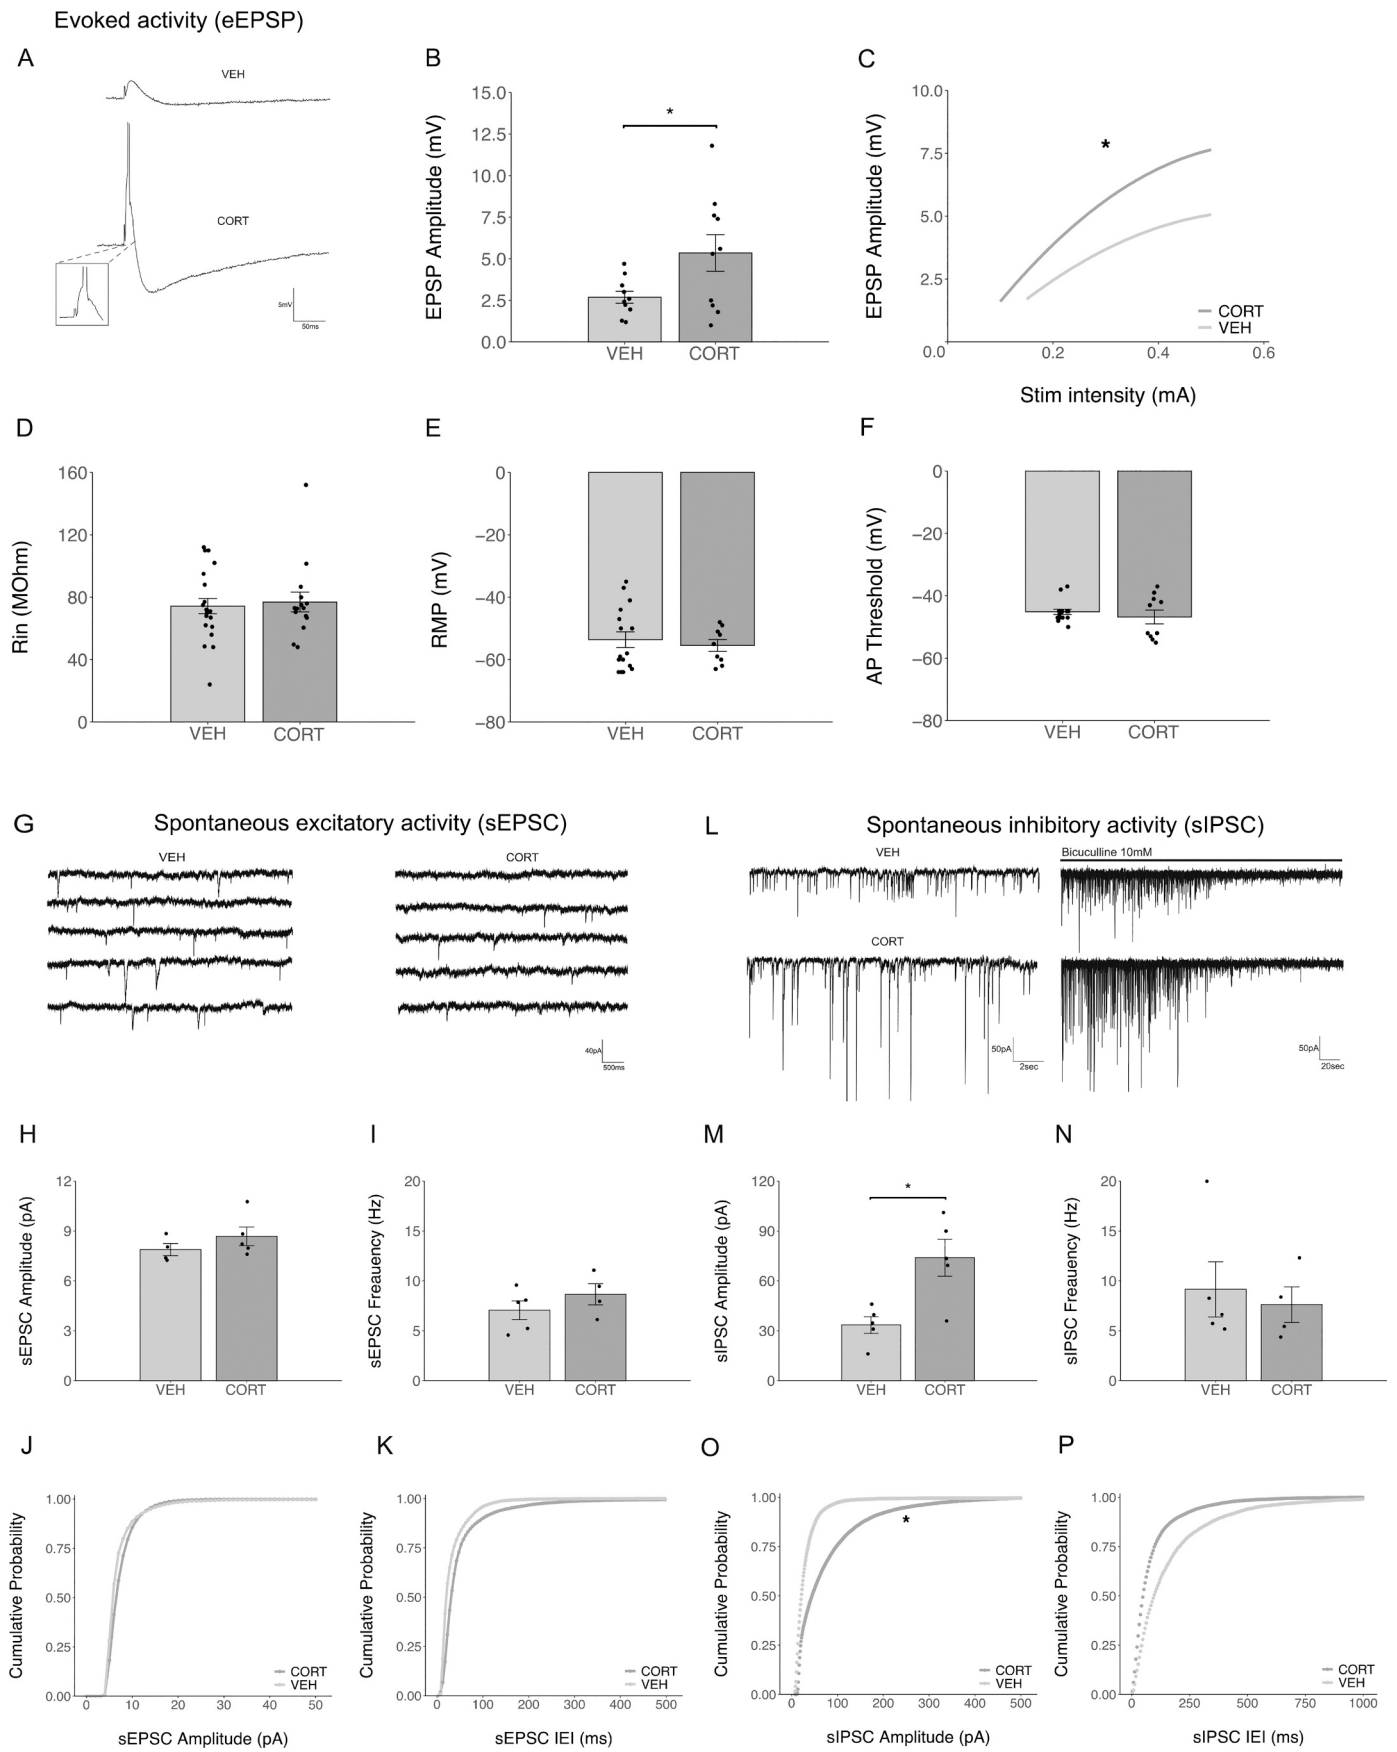 Evoked activity (eEPSP)
A
VEH
CORT
5mV
50ms
B
EPSP Amplitude (mV)
15.0
12.5
10.0
7.5
5.0
2.5
0.0
*
VEH CORT
C
EPSP Amplitude (mV)
10.0
7.5
5.0
2.5
0.0
*
CORT
VEH
0.2 0.4 0.6
Stim intensity (mA)
D
Rin (MOhm)
160
120
80
40
0
VEH CORT
E
RMP (mV)
0
−20
−40
−60
−80
VEH CORT
F
AP Threshold (mV)
0
−20
−40
−60
−80
VEH CORT
G
Spontaneous excitatory activity (sEPSC)
VEH
CORT
40pA
500ms
L
Spontaneous inhibitory activity (sIPSC)
VEH
Bicuculline 10mM
CORT
50pA
2sec
50pA
20sec
H
sEPSC Amplitude (pA)
12
9
6
3
0
VEH CORT
I
sEPSC Freauency (Hz)
20
15
10
5
0
VEH CORT
M
sIPSC Amplitude (pA)
120
90
60
30
0
*
VEH CORT
N
sIPSC Freauency (Hz)
20
15
10
5
0
VEH CORT
J
Cumulative Probability
1.00
0.75
0.50
0.25
0.00
CORT
VEH
0 10 20 30 40 50
sEPSC Amplitude (pA)
K
Cumulative Probability
1.00
0.75
0.50
0.25
0.00
CORT
VEH
0 100 200 300 400 500
sEPSC IEI (ms)
O
Cumulative Probability
1.00
0.75
0.50
0.25
0.00
*
CORT
VEH
0 100 200 300 400 500
sIPSC Amplitude (pA)
P
Cumulative Probability
1.00
0.75
0.50
0.25
0.00
CORT
VEH
0 250 500 750 1000
sIPSC IEI (ms)